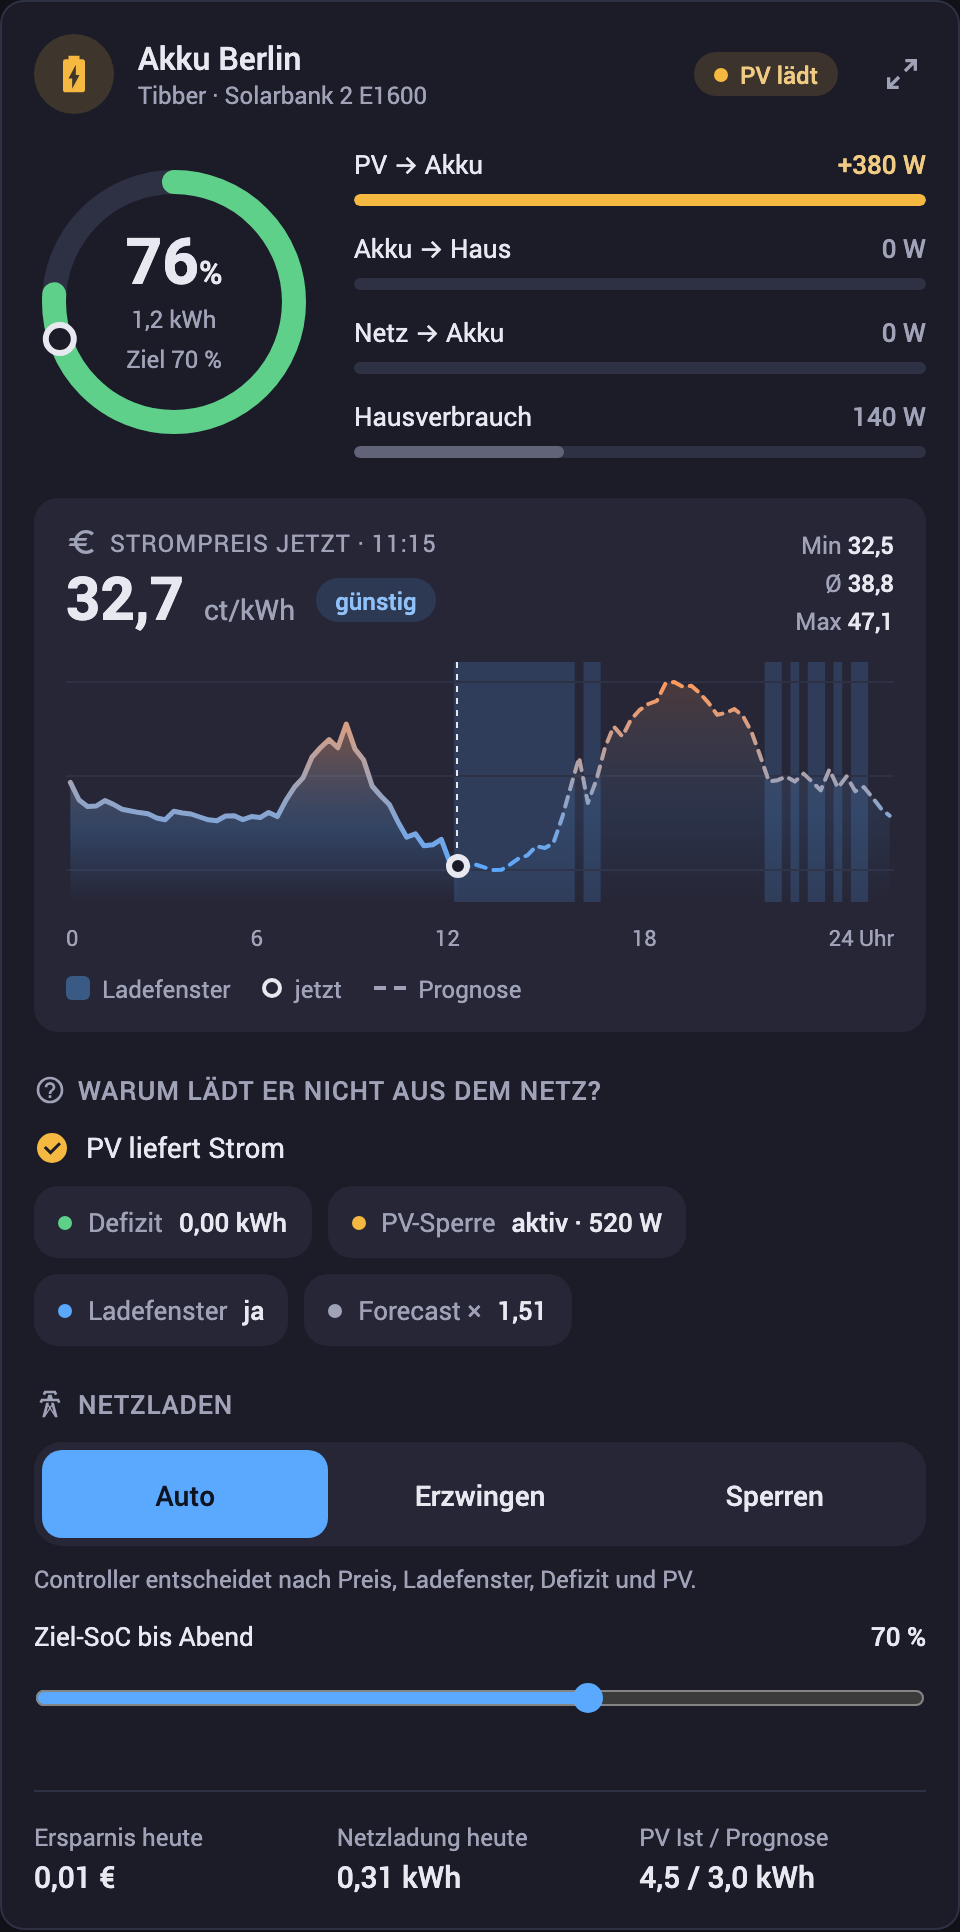 Akku Berlin
Tibber · Solarbank 2 E1600
PV lädt
76%
1,2 kWh
Ziel 70 %
PV → Akku +380 W
Akku → Haus 0 W
Netz → Akku 0 W
Hausverbrauch 140 W
STROMPREIS JETZT · 11:15
32,7 ct/kWh günstig
Min 32,5
Ø 38,8
Max 47,1
0 6 12 18 24 Uhr
Ladefenster jetzt Prognose
WARUM LÄDT ER NICHT AUS DEM NETZ?
PV liefert Strom
Defizit 0,00 kWh PV-Sperre aktiv · 520 W
Ladefenster ja Forecast × 1,51
NETZLADEN
Auto Erzwingen Sperren
Controller entscheidet nach Preis, Ladefenster, Defizit und PV.
Ziel-SoC bis Abend 70 %
Ersparnis heute Netzladung heute PV Ist / Prognose
0,01 € 0,31 kWh 4,5 / 3,0 kWh